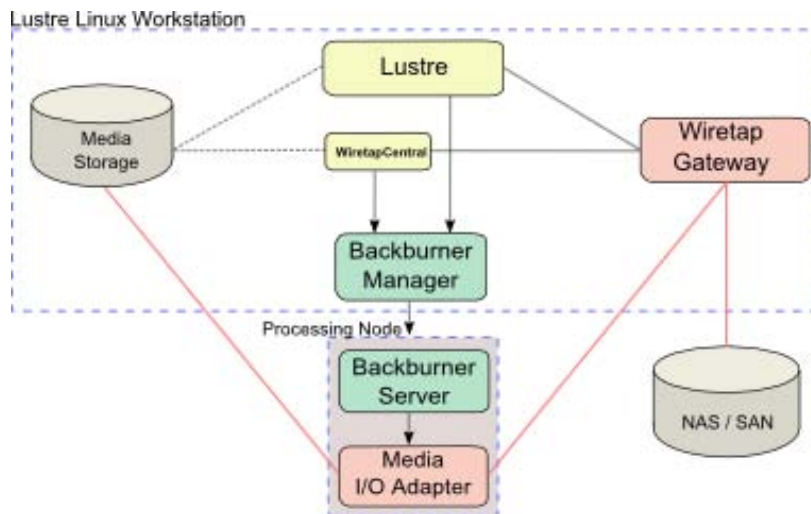 Lustre Linux Workstation
Lustre
Media
Storage
WiretapCentral
Wiretap
Gateway
Backburner
Manager
Processing Node
Backburner
Server
NAS / SAN
Media
I/O Adapter